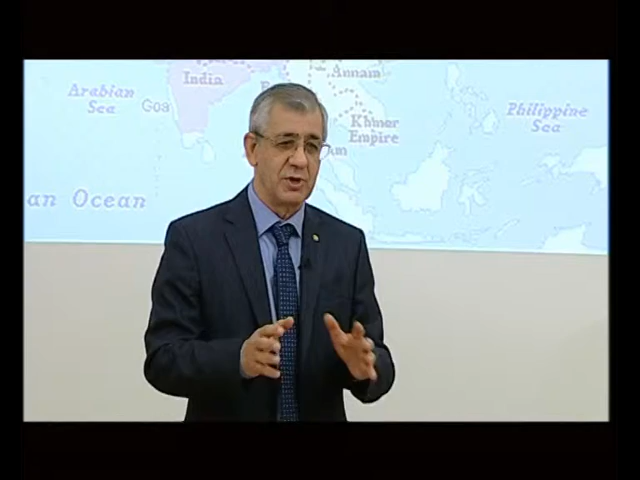 India
Annam
Arabian
Sea
Goa
Khmer
Empire
Philippine
Sea
an Ocean